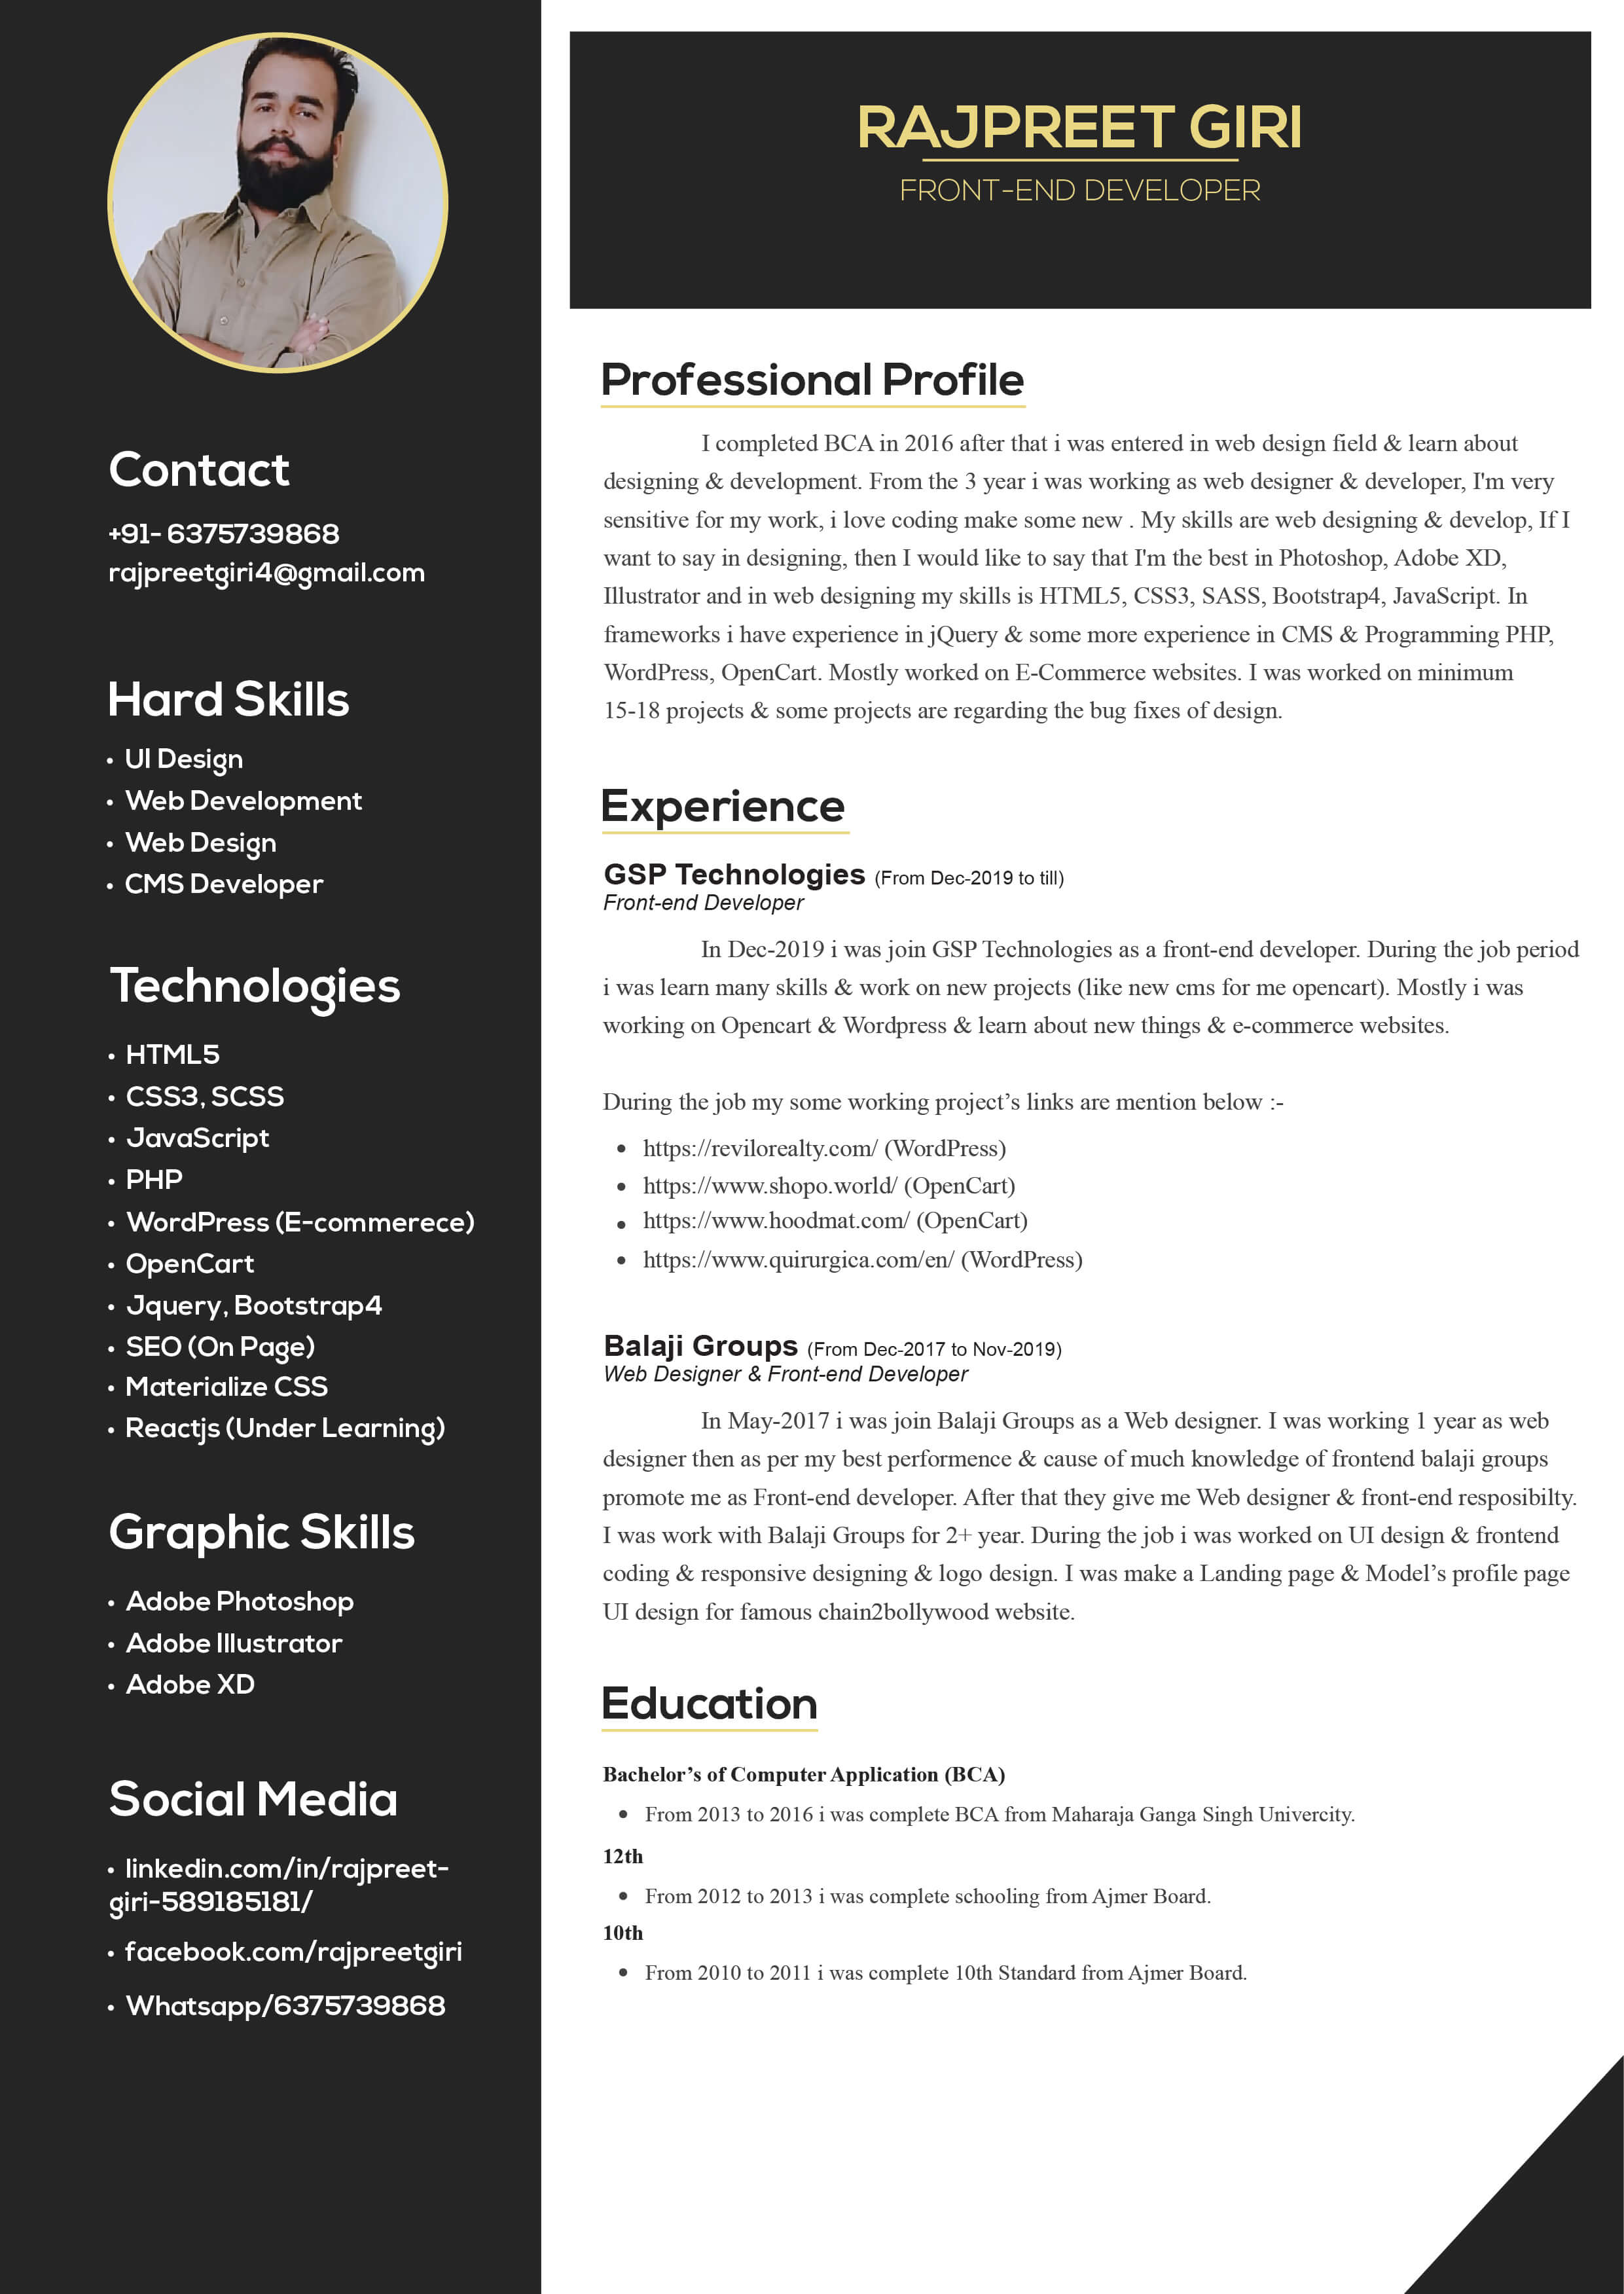 RAJPREET GIRI
FRONT-END DEVELOPER
Contact
+91- 6375739868
rajpreetgiri4@gmail.com
Hard Skills
• UI Design
• Web Development
• Web Design
• CMS Developer
Technologies
• HTML5
• CSS3, SCSS
• JavaScript
• PHP
• WordPress (E-commerece)
• OpenCart
• Jquery, Bootstrap4
• SEO (On Page)
• Materialize CSS
• Reactjs (Under Learning)
Graphic Skills
• Adobe Photoshop
• Adobe Illustrator
• Adobe XD
Social Media
• linkedin.com/in/rajpreet-
giri-589185181/
• facebook.com/rajpreetgiri
• Whatsapp/6375739868
Professional Profile
I completed BCA in 2016 after that i was entered in web design field & learn about
designing & development. From the 3 year i was working as web designer & developer, I'm very
sensitive for my work, i love coding make some new . My skills are web designing & develop, If I
want to say in designing, then I would like to say that I'm the best in Photoshop, Adobe XD,
Illustrator and in web designing my skills is HTML5, CSS3, SASS, Bootstrap4, JavaScript. In
frameworks i have experience in jQuery & some more experience in CMS & Programming PHP,
WordPress, OpenCart. Mostly worked on E-Commerce websites. I was worked on minimum
15-18 projects & some projects are regarding the bug fixes of design.
Experience
GSP Technologies (From Dec-2019 to till)
Front-end Developer
In Dec-2019 i was join GSP Technologies as a front-end developer. During the job period
i was learn many skills & work on new projects (like new cms for me opencart). Mostly i was
working on Opencart & Wordpress & learn about new things & e-commerce websites.
During the job my some working project’s links are mention below :-
• https://revilorealty.com/ (WordPress)
• https://www.shopo.world/ (OpenCart)
• https://www.hoodmat.com/ (OpenCart)
• https://www.quirurgica.com/en/ (WordPress)
Balaji Groups (From Dec-2017 to Nov-2019)
Web Designer & Front-end Developer
In May-2017 i was join Balaji Groups as a Web designer. I was working 1 year as web
designer then as per my best performence & cause of much knowledge of frontend balaji groups
promote me as Front-end developer. After that they give me Web designer & front-end resposibilty.
I was work with Balaji Groups for 2+ year. During the job i was worked on UI design & frontend
coding & responsive designing & logo design. I was make a Landing page & Model’s profile page
UI design for famous chain2bollywood website.
Education
Bachelor’s of Computer Application (BCA)
• From 2013 to 2016 i was complete BCA from Maharaja Ganga Singh Univercity.
12th
• From 2012 to 2013 i was complete schooling from Ajmer Board.
10th
• From 2010 to 2011 i was complete 10th Standard from Ajmer Board.